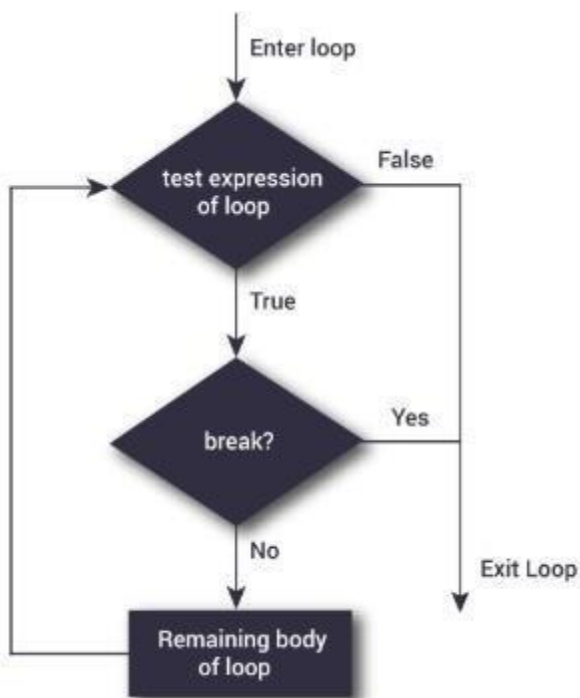 Enter loop
test expression
of loop
False
True
break?
Yes
No
Exit Loop
Remaining body
of loop